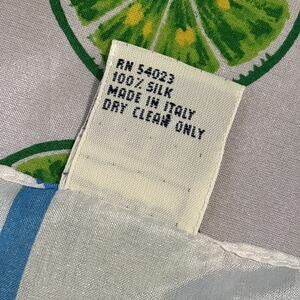 RN 54023
100% SILK
MADE IN ITALY
DRY CLEAN ONLY